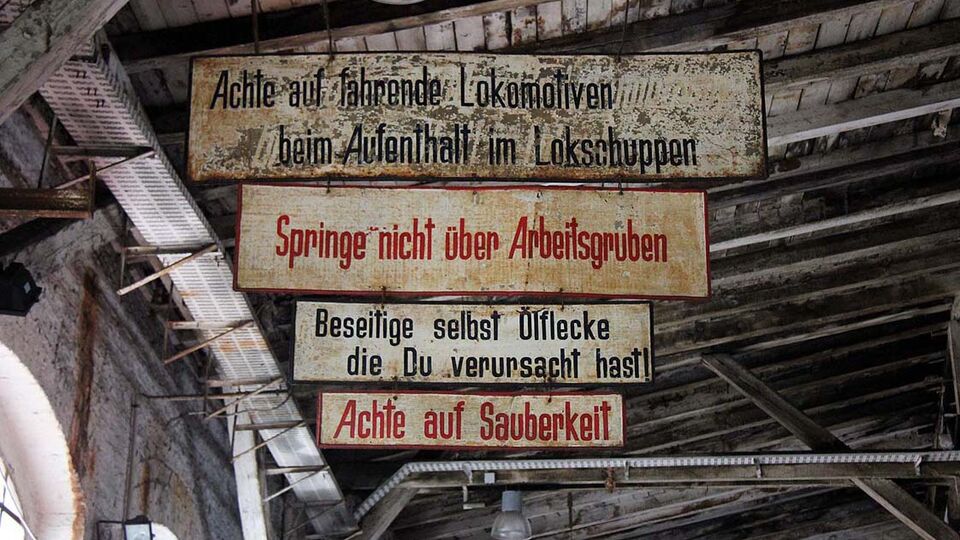 Achte auf fahrende Lokomotiven
beim Aufenthalt im Lokschuppen
Springe nicht über Arbeitsgruben
Beseitige selbst Ölflecke
die Du verursacht hast!
Achte auf Sauberkeit